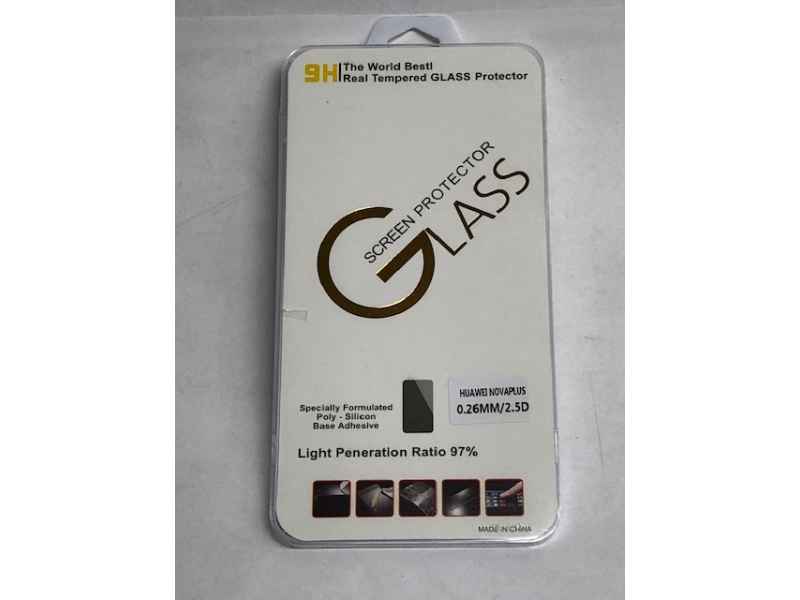 9H The World Best!
Real Tempered GLASS Protector
SCREEN PROTECTOR
GLASS
HUAWEI NOVAPLUS
0.26MM/2.5D
Specially Formulated
Poly - Silicon
Base Adhesive
Light Peneration Ratio 97%
MADE IN CHINA